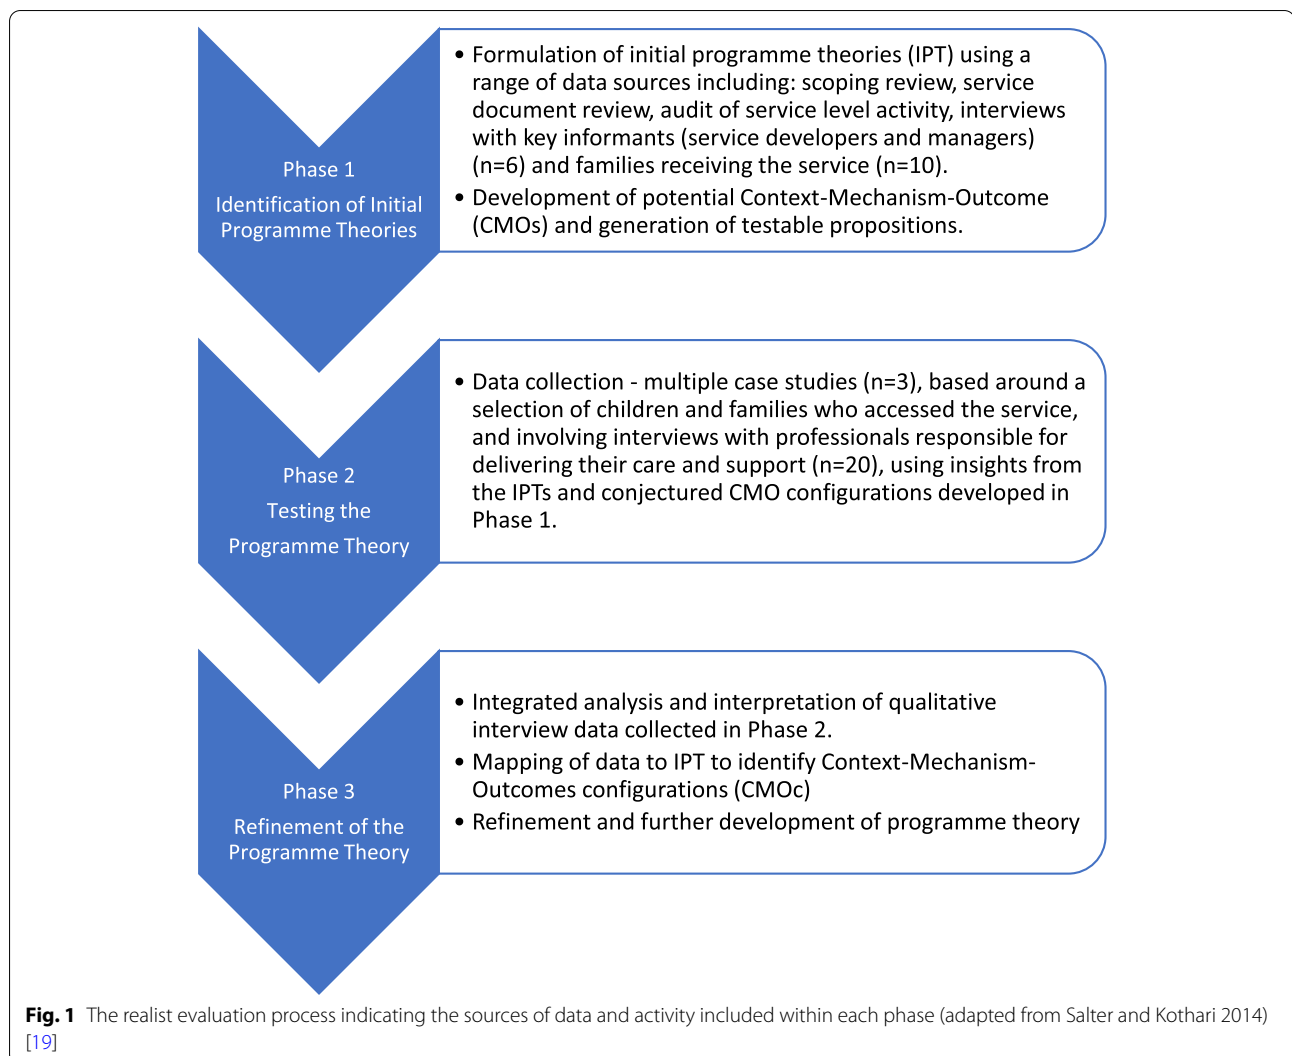 Phase 1
Identification of Initial
Programme Theories
• Formulation of initial programme theories (IPT) using a
range of data sources including: scoping review, service
document review, audit of service level activity, interviews
with key informants (service developers and managers)
(n=6) and families receiving the service (n=10).
• Development of potential Context-Mechanism-Outcome
(CMOs) and generation of testable propositions.
Phase 2
Testing the
Programme Theory
• Data collection - multiple case studies (n=3), based around a
selection of children and families who accessed the service,
and involving interviews with professionals responsible for
delivering their care and support (n=20), using insights from
the IPTs and conjectured CMO configurations developed in
Phase 1.
Phase 3
Refinement of the
Programme Theory
• Integrated analysis and interpretation of qualitative
interview data collected in Phase 2.
• Mapping of data to IPT to identify Context-Mechanism-
Outcomes configurations (CMOc)
• Refinement and further development of programme theory
Fig. 1 The realist evaluation process indicating the sources of data and activity included within each phase (adapted from Salter and Kothari 2014)
[19]